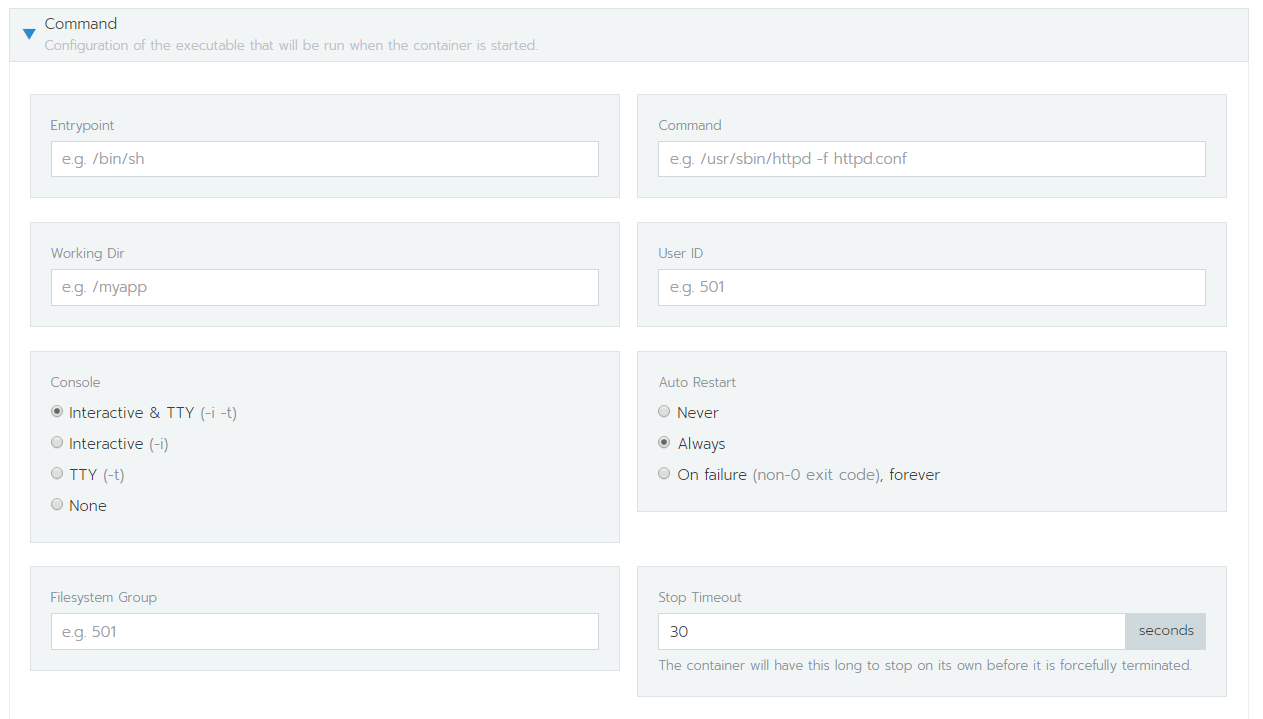 Command
Configuration of the executable that will be run when the container is started.
Entrypoint
e.g. /bin/sh
Command
e.g. /usr/sbin/httpd -f httpd.conf
Working Dir
e.g. /myapp
User ID
e.g. 501
Console
Interactive & TTY (-i -t)
Interactive (-i)
TTY (-t)
None
Auto Restart
Never
Always
On failure (non-0 exit code), forever
Filesystem Group
e.g. 501
Stop Timeout
30 seconds
The container will have this long to stop on its own before it is forcefully terminated.